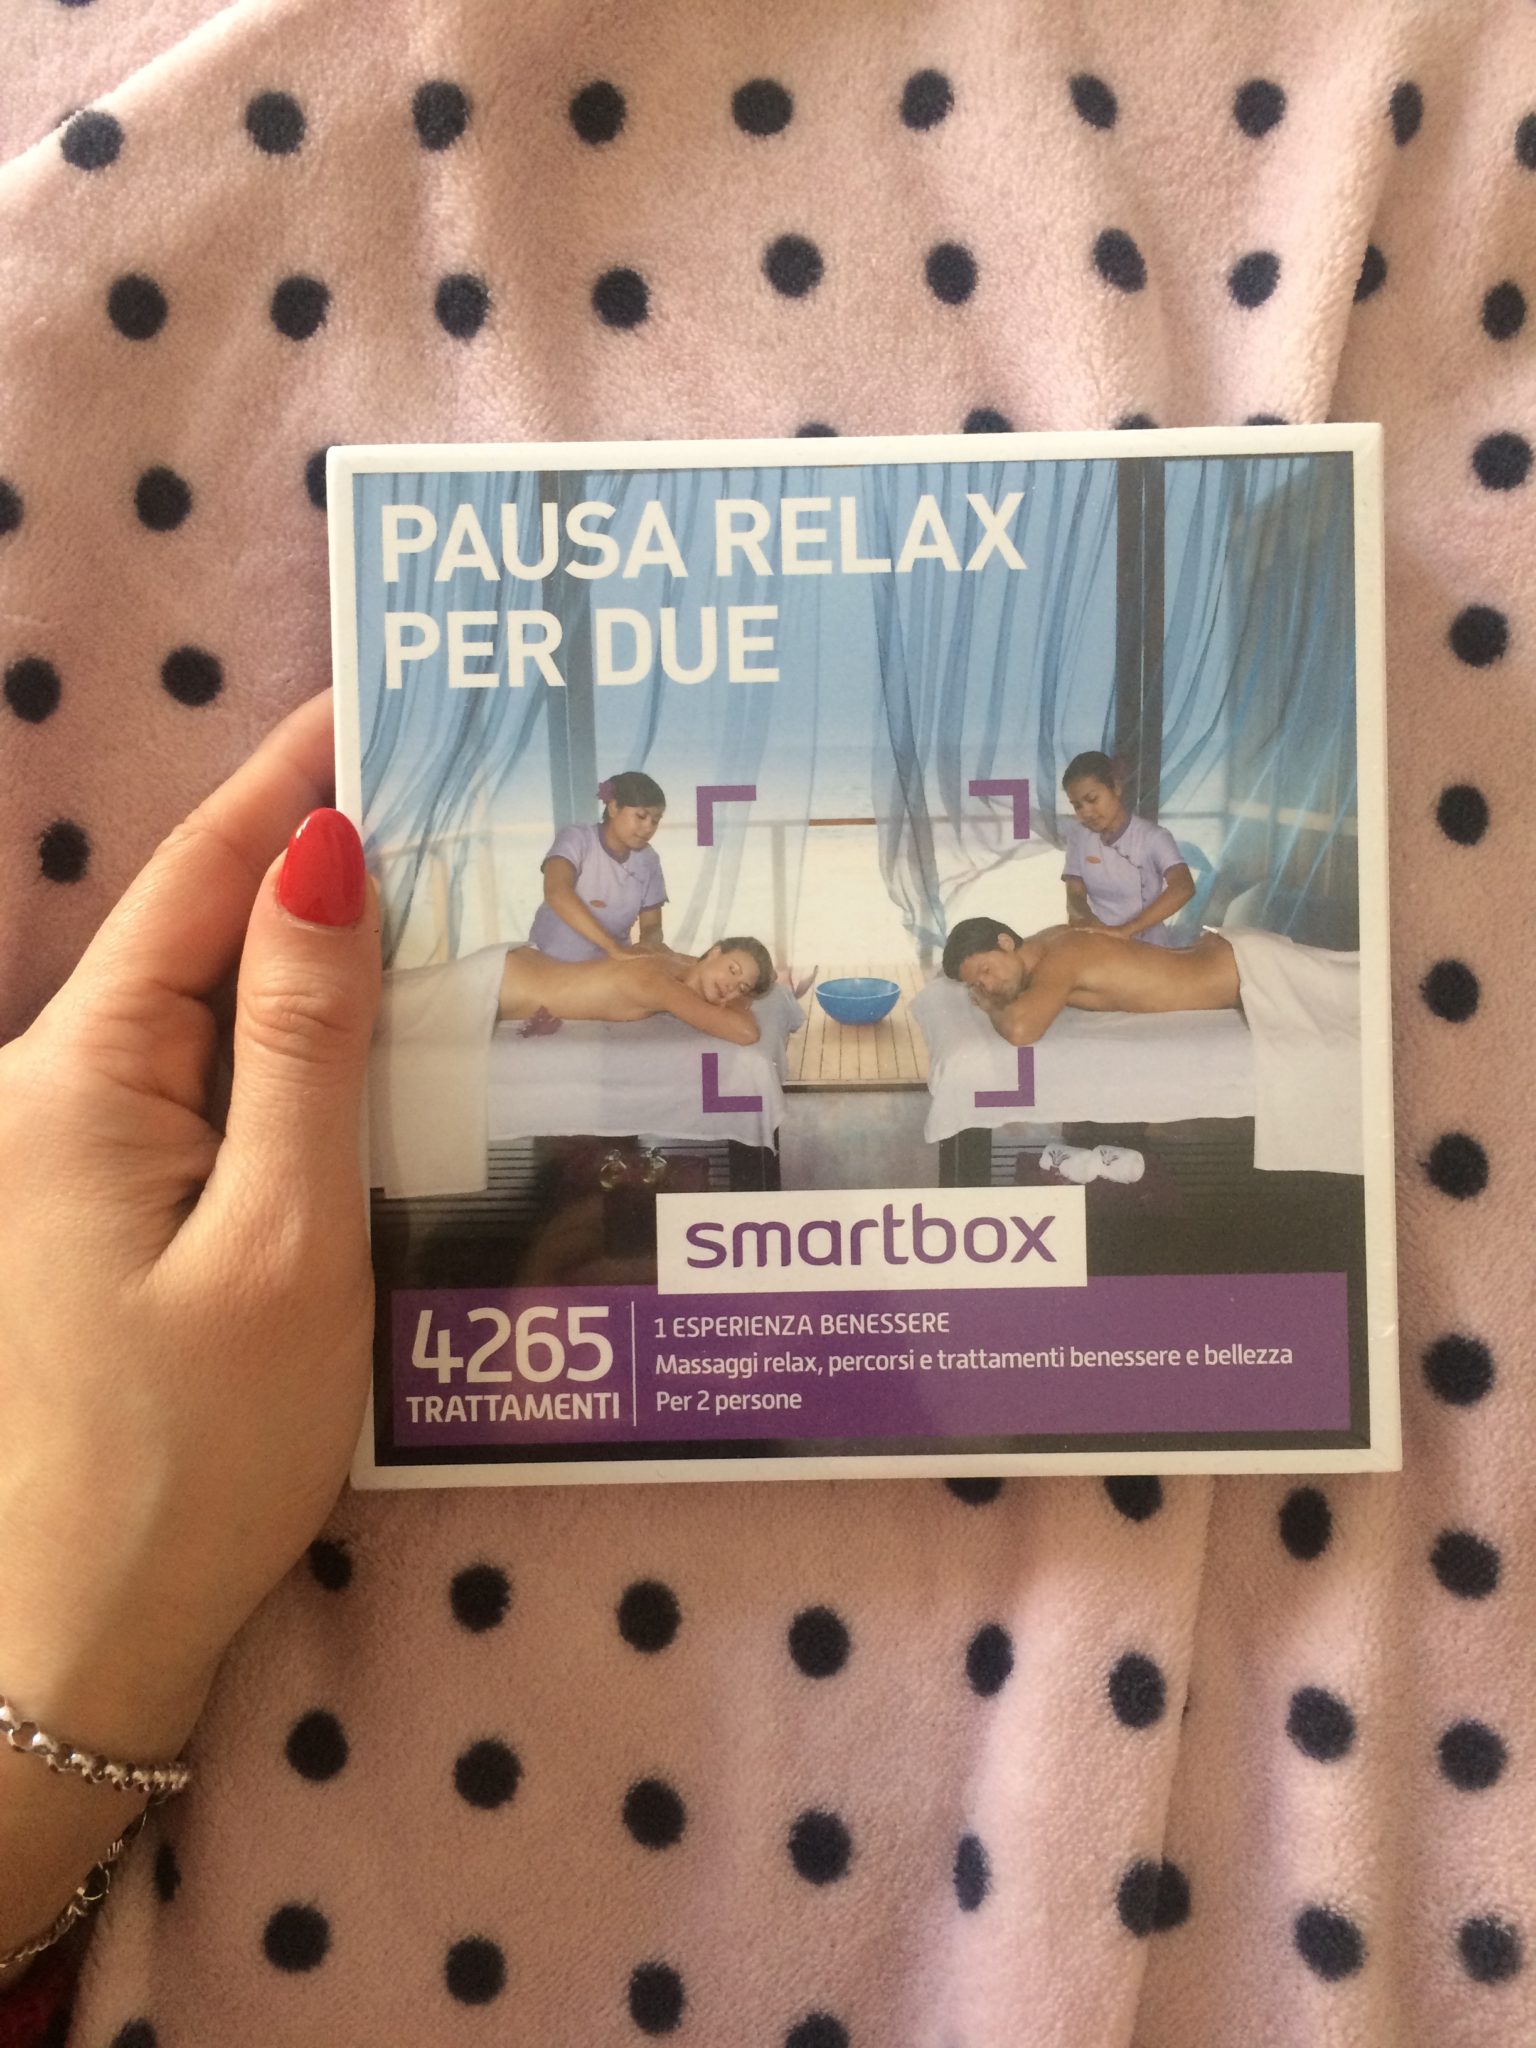 PAUSA RELAX
PER DUE
smartbox
4265
TRATTAMENTI
1 ESPERIENZA BENESSERE
Massaggi relax, percorsi e trattamenti benessere e bellezza
Per 2 persone